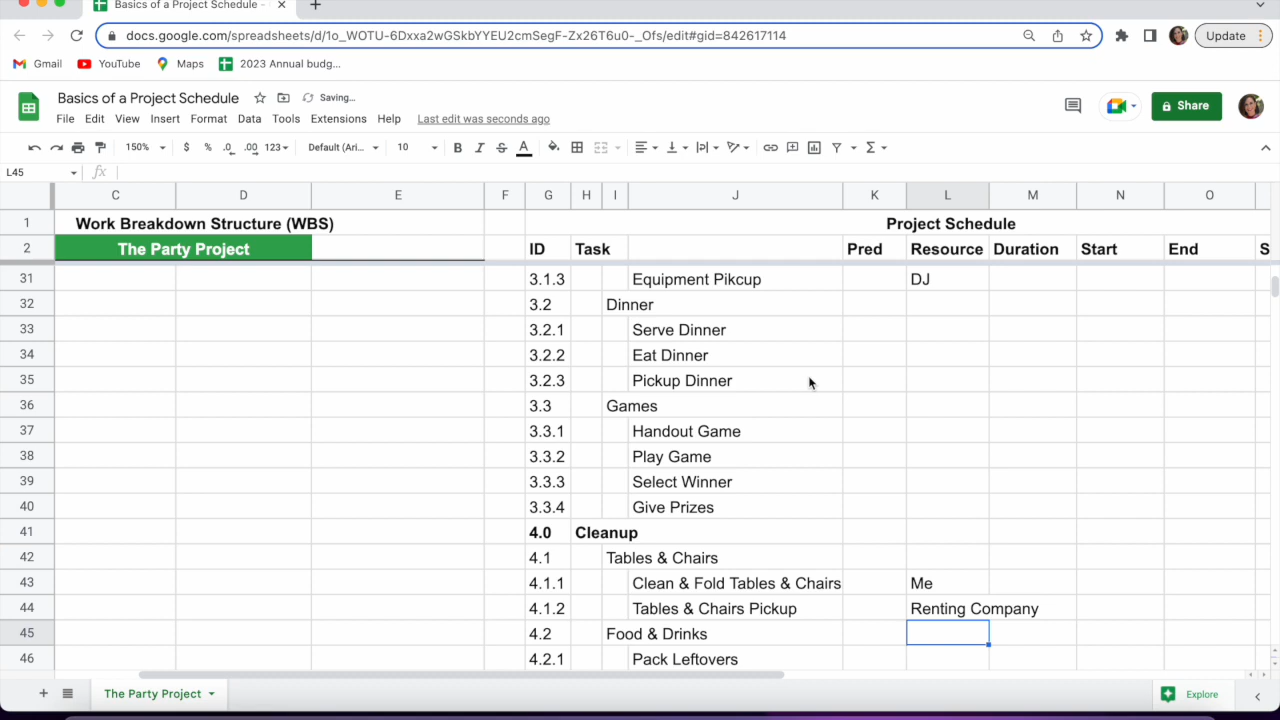 Basics of a Project Schedule -
docs.google.com/spreadsheets/d/1o_WOTU-6Dxxa2wGSkbYYEU2cmSegF-Zx26T6u0-_Ofs/edit#gid=842617114
Update
Gmail YouTube Maps 2023 Annual budg...
Basics of a Project Schedule Saving...
File Edit View Insert Format Data Tools Extensions Help Last edit was seconds ago
Share
150% $ % .0 .00 123 Default (Ari... 10 B I S A
L45 fx
C D E F G H I J K L M N O
1 Work Breakdown Structure (WBS) Project Schedule
2 The Party Project ID Task Pred Resource Duration Start End S
31 3.1.3 Equipment Pikcup DJ
32 3.2 Dinner
33 3.2.1 Serve Dinner
34 3.2.2 Eat Dinner
35 3.2.3 Pickup Dinner
36 3.3 Games
37 3.3.1 Handout Game
38 3.3.2 Play Game
39 3.3.3 Select Winner
40 3.3.4 Give Prizes
41 4.0 Cleanup
42 4.1 Tables & Chairs
43 4.1.1 Clean & Fold Tables & Chairs Me
44 4.1.2 Tables & Chairs Pickup Renting Company
45 4.2 Food & Drinks
46 4.2.1 Pack Leftovers
The Party Project Explore